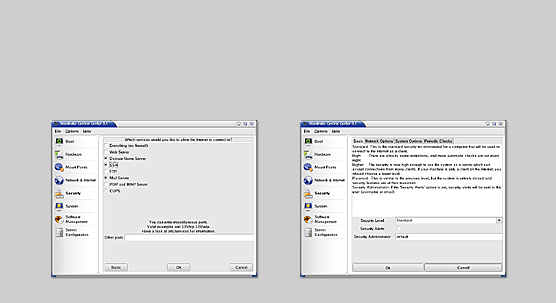 Mandrake Control Center 9.1
File Options Help
Boot
Hardware
Mount Points
Network & Internet
Security
System
Software
Management
Server
Configuration
Which services would you like to allow the Internet to connect to?
Everything (no firewall)
Web Server
Domain Name Server
SSH
FTP
Mail Server
POP and IMAP Server
CUPS
You can enter miscellaneous ports.
Valid examples are: 139/tcp 139/udp.
Have a look at /etc/services for information.
Other ports:
Basic Ok Cancel
Mandrake Control Center 9.1
File Options Help
Boot
Hardware
Mount Points
Network & Internet
Security
System
Software
Management
Server
Configuration
Basic Network Options System Options Periodic Checks
Standard: This is the standard security recommended for a computer that will be used to
connect to the Internet as a client.
High: There are already some restrictions, and more automatic checks are run every
night.
Higher: The security is now high enough to use the system as a server which can
accept connections from many clients. If your machine is only a client on the Internet, you
should choose a lower level.
Paranoid: This is similar to the previous level, but the system is entirely closed and
security features are at their maximum
Security Administrator: If the 'Security Alerts' option is set, security alerts will be sent to this
user (username or email)
Security Level: Standard
Security Alerts:
Security Administrator: default
Ok Cancel